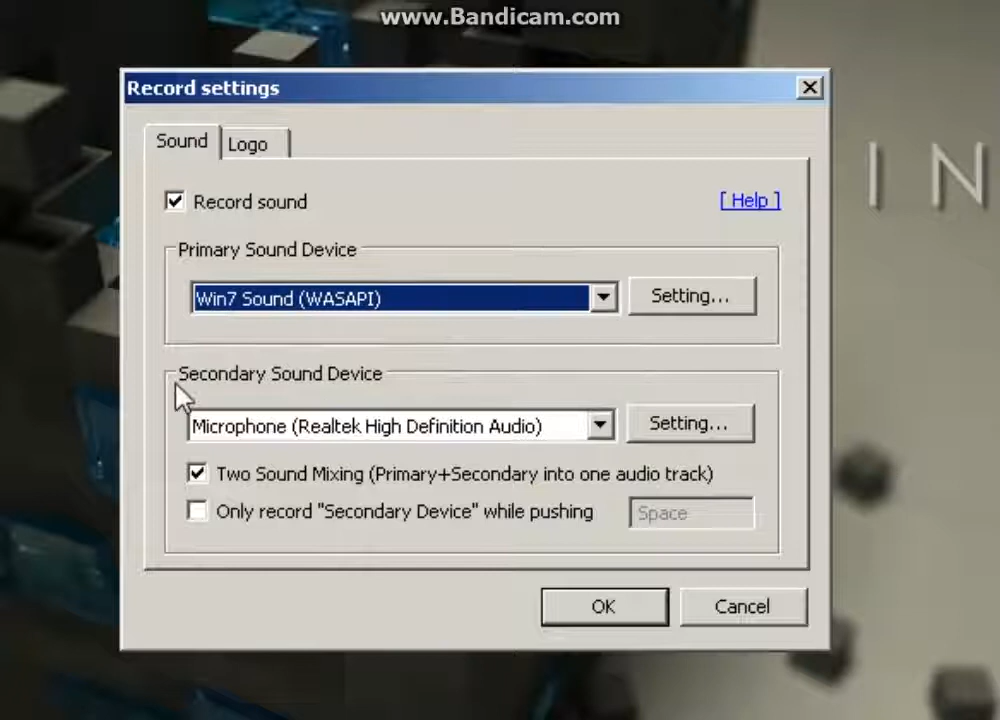 www.Bandicam.com
Record settings
Sound Logo
Record sound [ Help ]
Primary Sound Device
Win7 Sound (WASAPI) Setting...
Secondary Sound Device
Microphone (Realtek High Definition Audio) Setting...
Two Sound Mixing (Primary+Secondary into one audio track)
Only record "Secondary Device" while pushing Space
OK Cancel
I N